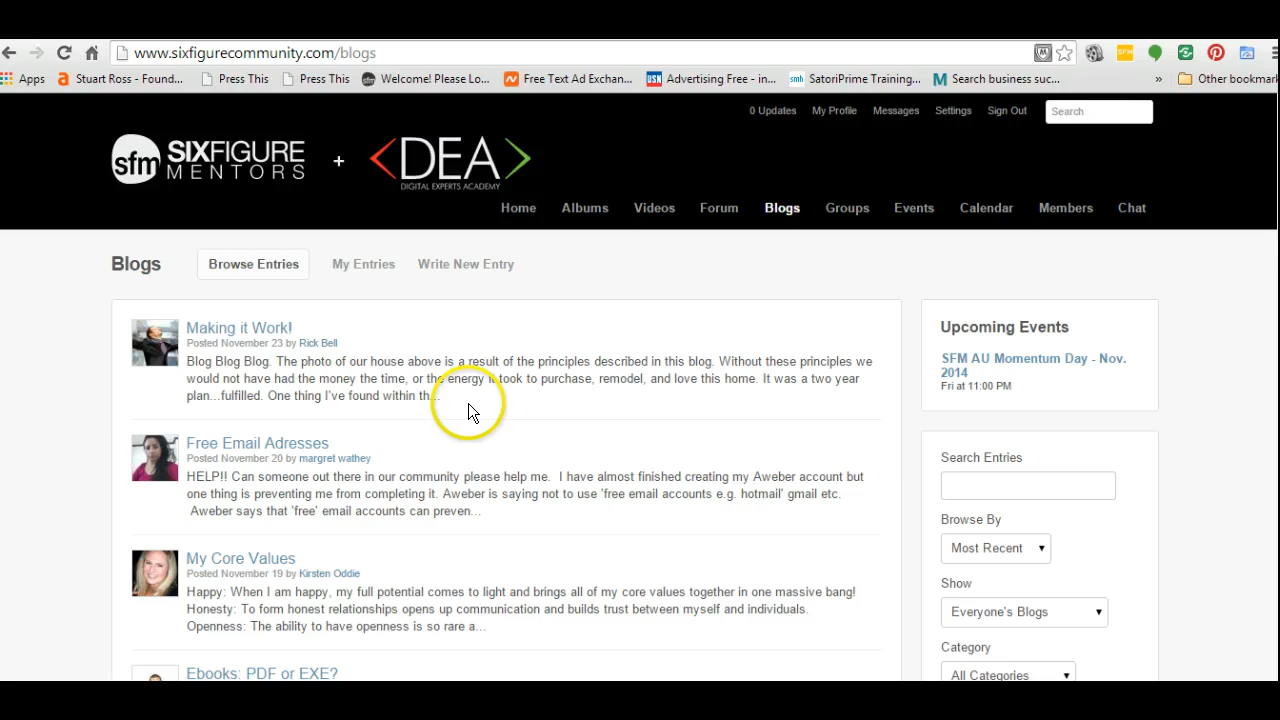 www.sixfigurecommunity.com/blogs
Apps Stuart Ross - Found... Press This Press This Welcome! Please Lo... Free Text Ad Exchan... Advertising Free - in... SatoriPrime Training... Search business suc... » Other bookmark
0 Updates My Profile Messages Settings Sign Out Search
sfm SIXFIGURE MENTORS + <DEA> DIGITAL EXPERTS ACADEMY
Home Albums Videos Forum Blogs Groups Events Calendar Members Chat
Blogs Browse Entries My Entries Write New Entry
Making it Work!
Posted November 23 by Rick Bell
Blog Blog Blog. The photo of our house above is a result of the principles described in this blog. Without these principles we
would not have had the money the time, or the energy it took to purchase, remodel, and love this home. It was a two year
plan...fulfilled. One thing I've found within th...
Free Email Adresses
Posted November 20 by margret wathey
HELP!! Can someone out there in our community please help me. I have almost finished creating my Aweber account but
one thing is preventing me from completing it. Aweber is saying not to use 'free email accounts e.g. hotmail' gmail etc.
Aweber says that 'free' email accounts can preven...
My Core Values
Posted November 19 by Kirsten Oddie
Happy: When I am happy, my full potential comes to light and brings all of my core values together in one massive bang!
Honesty: To form honest relationships opens up communication and builds trust between myself and individuals.
Openness: The ability to have openness is so rare a...
Ebooks: PDF or EXE?
Upcoming Events
SFM AU Momentum Day - Nov.
2014
Fri at 11:00 PM
Search Entries
Browse By
Most Recent
Show
Everyone's Blogs
Category
All Categories